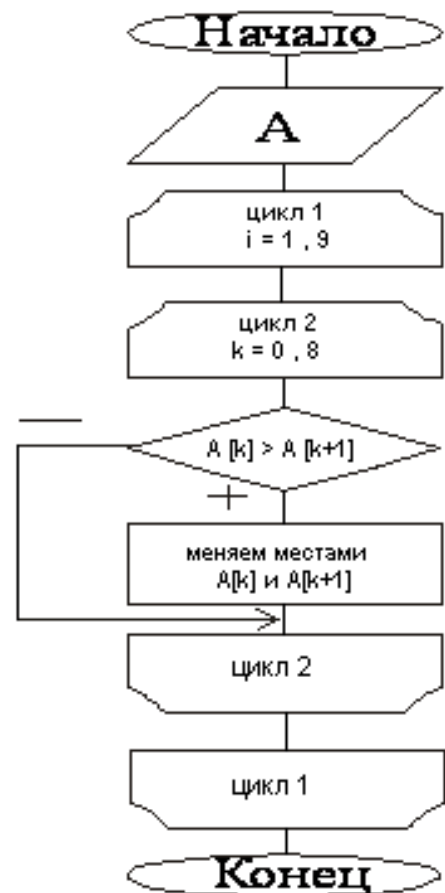 Начало
А
цикл 1
i = 1 , 9
цикл 2
k = 0 , 8
A [k] > A [k+1]
+
меняем местами
A[k] и A[k+1]
цикл 2
цикл 1
Конец